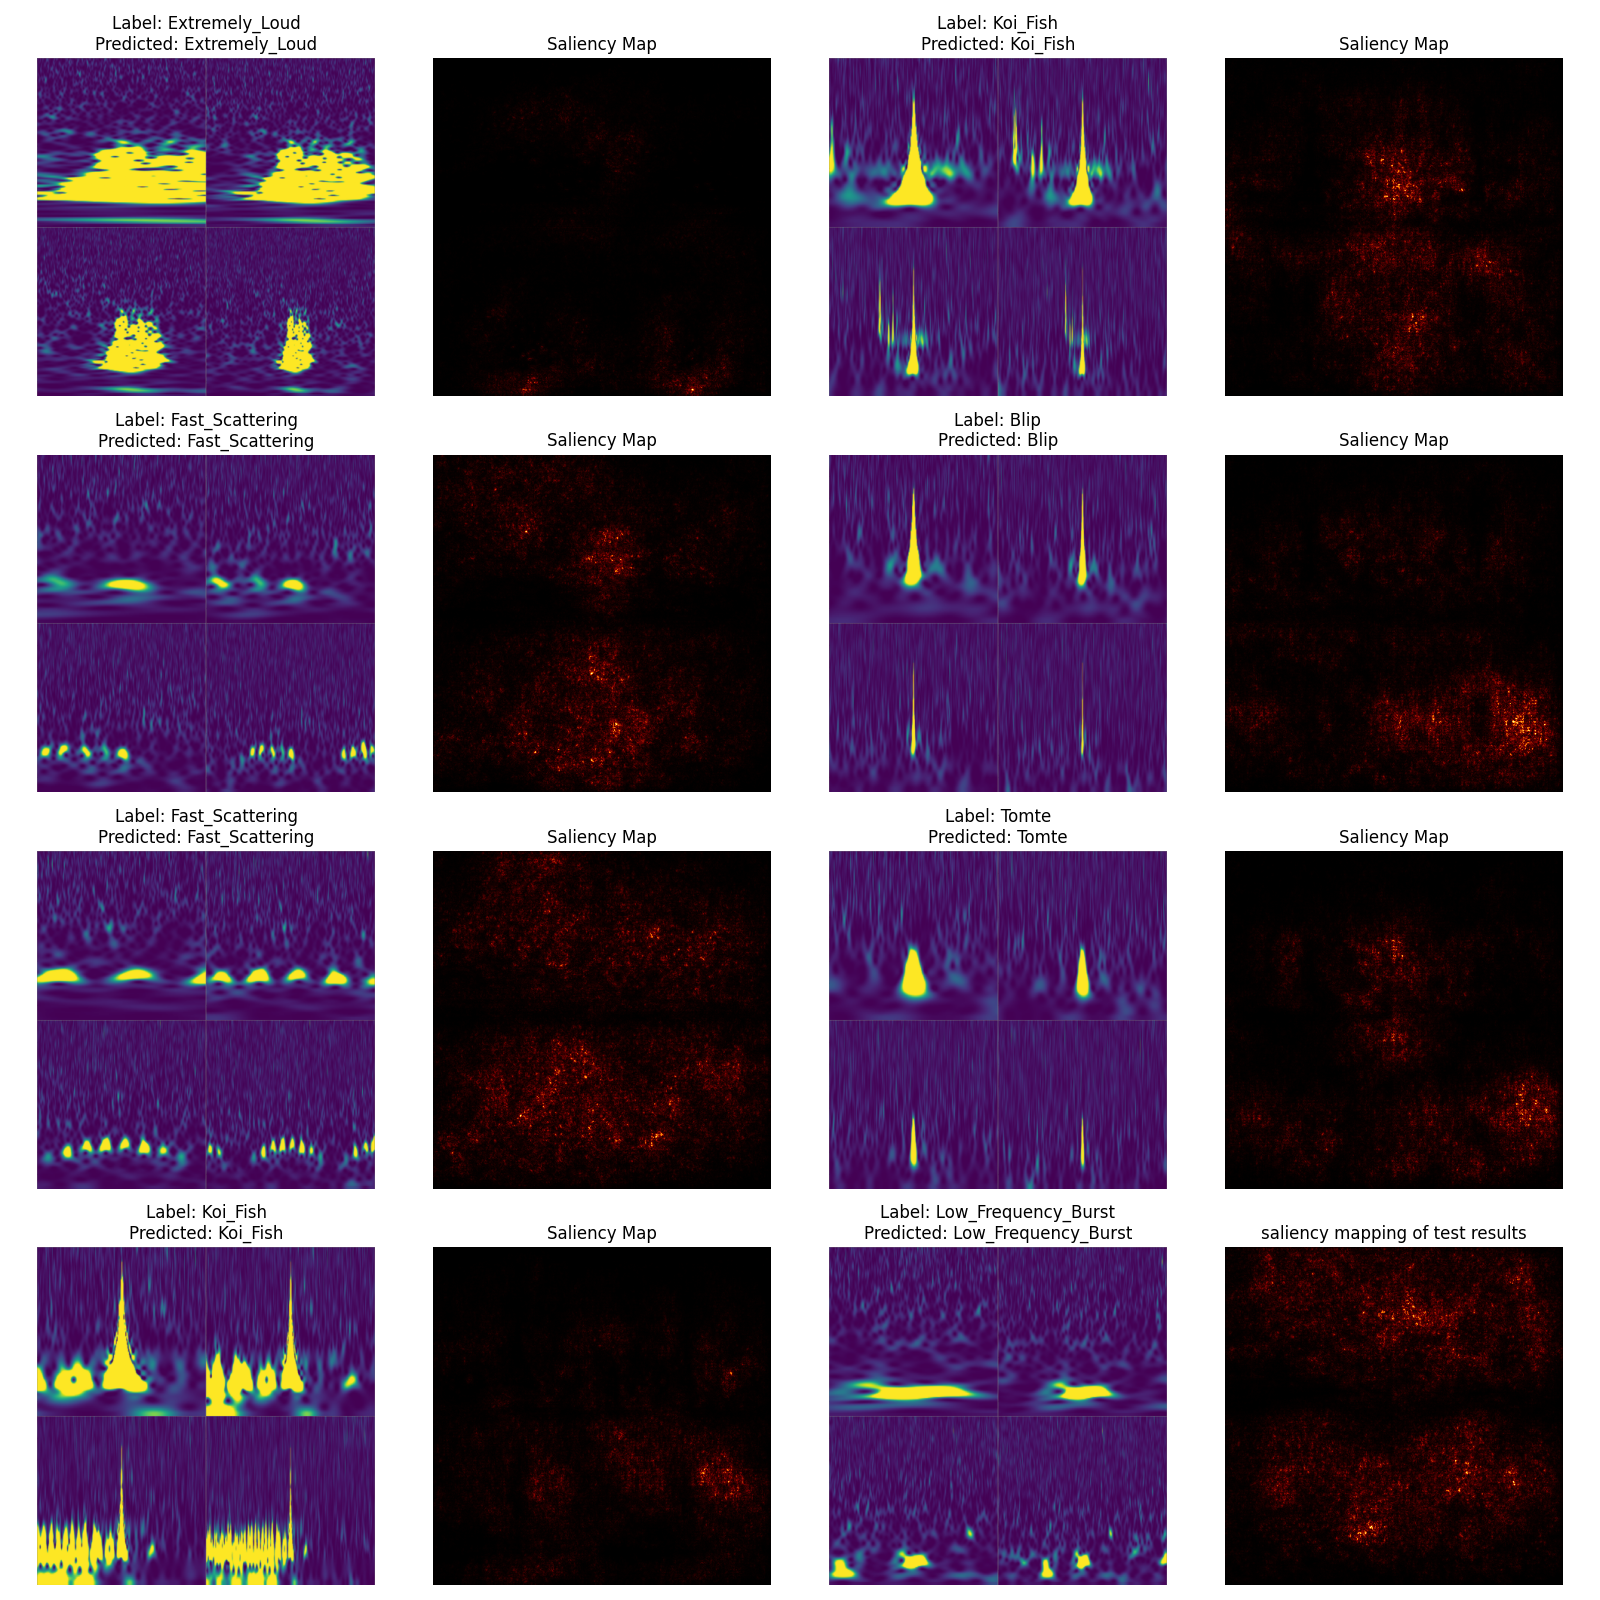 Label: Extremely_Loud
Predicted: Extremely_Loud
Saliency Map
Label: Koi_Fish
Predicted: Koi_Fish
Saliency Map
Label: Fast_Scattering
Predicted: Fast_Scattering
Saliency Map
Label: Blip
Predicted: Blip
Saliency Map
Label: Fast_Scattering
Predicted: Fast_Scattering
Saliency Map
Label: Tomte
Predicted: Tomte
Saliency Map
Label: Koi_Fish
Predicted: Koi_Fish
Saliency Map
Label: Low_Frequency_Burst
Predicted: Low_Frequency_Burst
saliency mapping of test results